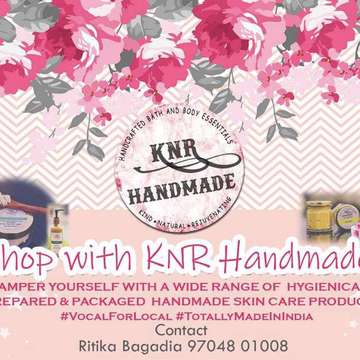 HANDCRAFTED BATH AND BODY ESSENTIALS
KNR
HANDMADE
KIND • NATURAL • REJUVENATING
hop with KNR Handmade
AMPER YOURSELF WITH A WIDE RANGE OF HYGIENICA
REPARED & PACKAGED HANDMADE SKIN CARE PRODU
#VOCALFORLOCAL #TOTALLYMADEININDIA
Contact
Ritika Bagadia 97048 01008